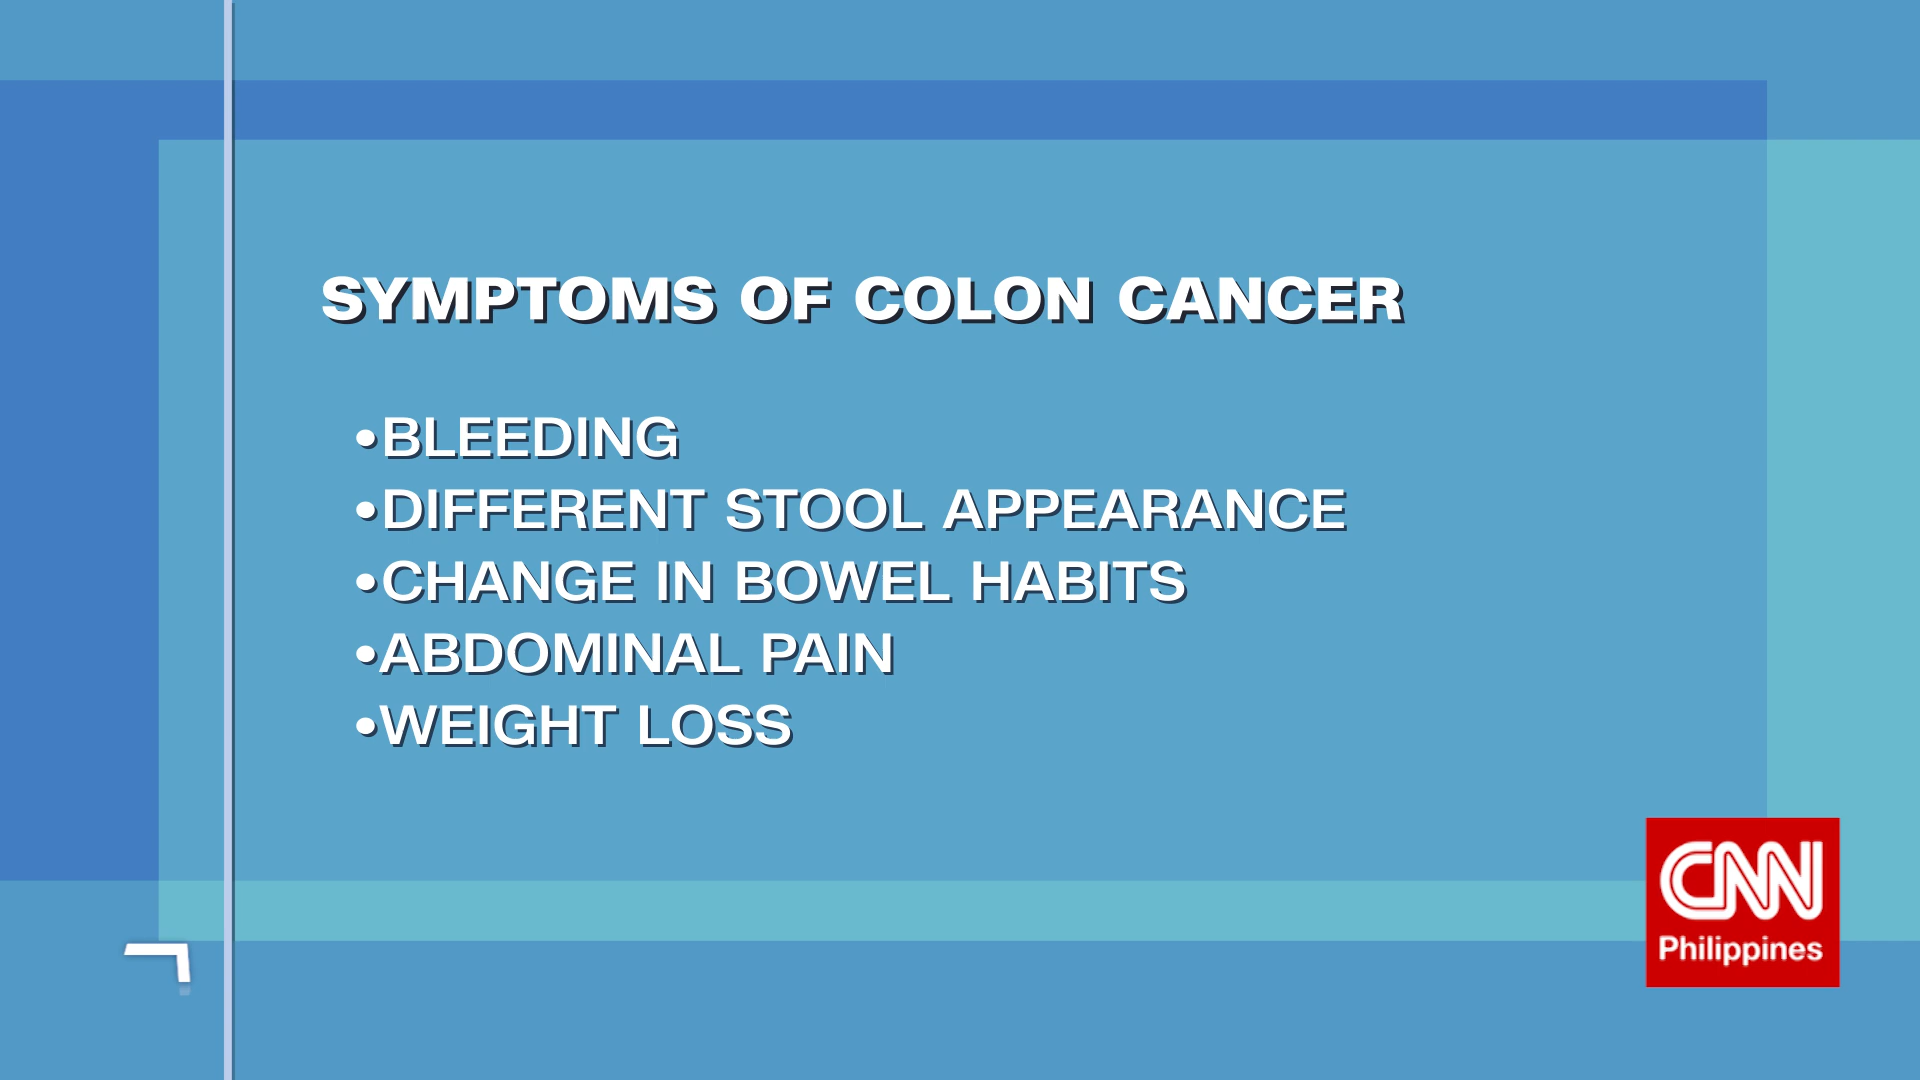 SYMPTOMS OF COLON CANCER
•BLEEDING
•DIFFERENT STOOL APPEARANCE
•CHANGE IN BOWEL HABITS
•ABDOMINAL PAIN
•WEIGHT LOSS
CNN
Philippines